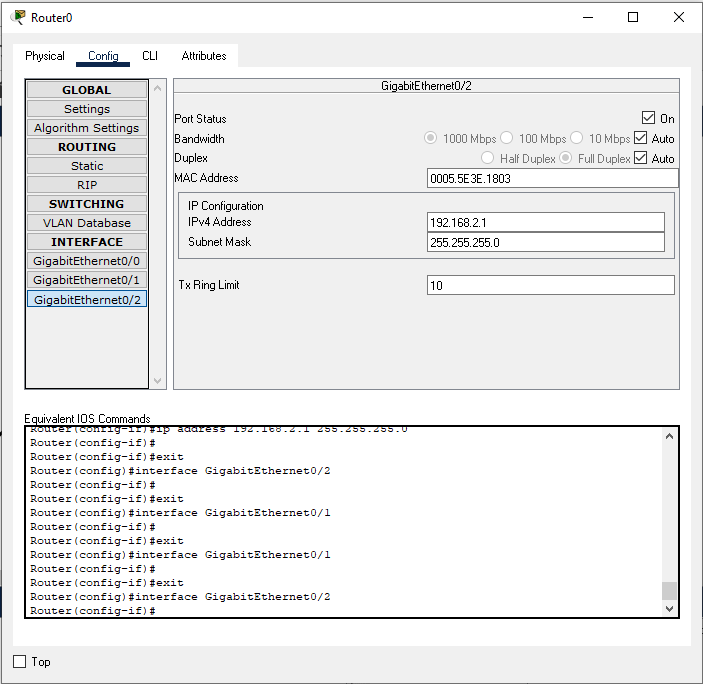 Router0
Physical Config CLI Attributes
GLOBAL
Settings
Algorithm Settings
ROUTING
Static
RIP
SWITCHING
VLAN Database
INTERFACE
GigabitEthernet0/0
GigabitEthernet0/1
GigabitEthernet0/2
GigabitEthernet0/2
Port Status On
Bandwidth 1000 Mbps 100 Mbps 10 Mbps Auto
Duplex Half Duplex Full Duplex Auto
MAC Address 0005.5E3E.1803
IP Configuration
IPv4 Address 192.168.2.1
Subnet Mask 255.255.255.0
Tx Ring Limit 10
Equivalent IOS Commands
Router(config-if)#ip address 192.168.2.1 255.255.255.0
Router(config-if)#
Router(config-if)#exit
Router(config)#interface GigabitEthernet0/2
Router(config-if)#
Router(config-if)#exit
Router(config)#interface GigabitEthernet0/1
Router(config-if)#
Router(config-if)#exit
Router(config)#interface GigabitEthernet0/1
Router(config-if)#
Router(config-if)#exit
Router(config)#interface GigabitEthernet0/2
Router(config-if)#
Top